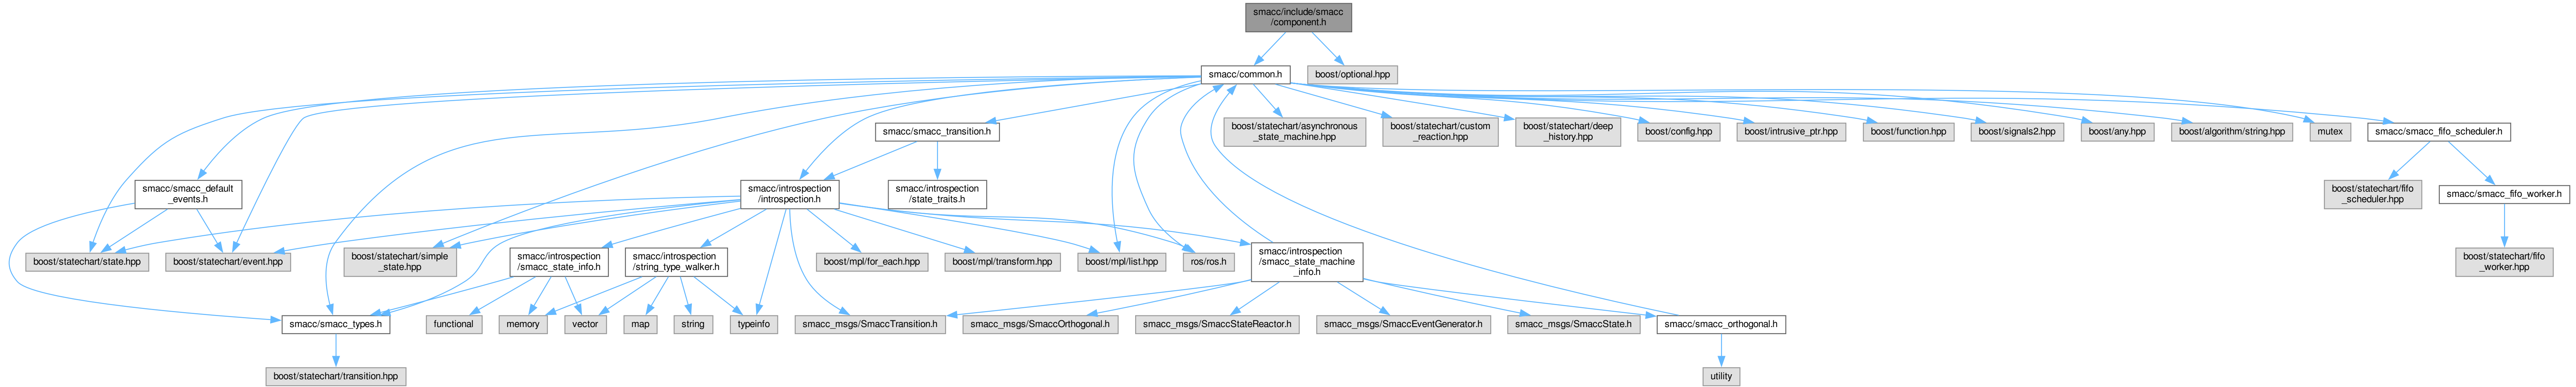 smacc/include/smacc
/component.h
smacc/common.h
boost/optional.hpp
smacc/smacc_transition.h
boost/statechart/asynchronous
_state_machine.hpp
boost/statechart/custom
_reaction.hpp
boost/statechart/deep
_history.hpp
boost/config.hpp
boost/intrusive_ptr.hpp
boost/function.hpp
boost/signals2.hpp
boost/any.hpp
boost/algorithm/string.hpp
mutex
smacc/smacc_fifo_scheduler.h
smacc/smacc_default
_events.h
smacc/introspection
/introspection.h
smacc/introspection
/state_traits.h
boost/statechart/fifo
_scheduler.hpp
smacc/smacc_fifo_worker.h
boost/statechart/state.hpp
boost/statechart/event.hpp
boost/statechart/simple
_state.hpp
smacc/introspection
/smacc_state_info.h
smacc/introspection
/string_type_walker.h
boost/mpl/for_each.hpp
boost/mpl/transform.hpp
boost/mpl/list.hpp
ros/ros.h
smacc/introspection
/smacc_state_machine
_info.h
boost/statechart/fifo
_worker.hpp
smacc/smacc_types.h
functional
memory
vector
map
string
typeinfo
smacc_msgs/SmaccTransition.h
smacc_msgs/SmaccOrthogonal.h
smacc_msgs/SmaccStateReactor.h
smacc_msgs/SmaccEventGenerator.h
smacc_msgs/SmaccState.h
smacc/smacc_orthogonal.h
boost/statechart/transition.hpp
utility